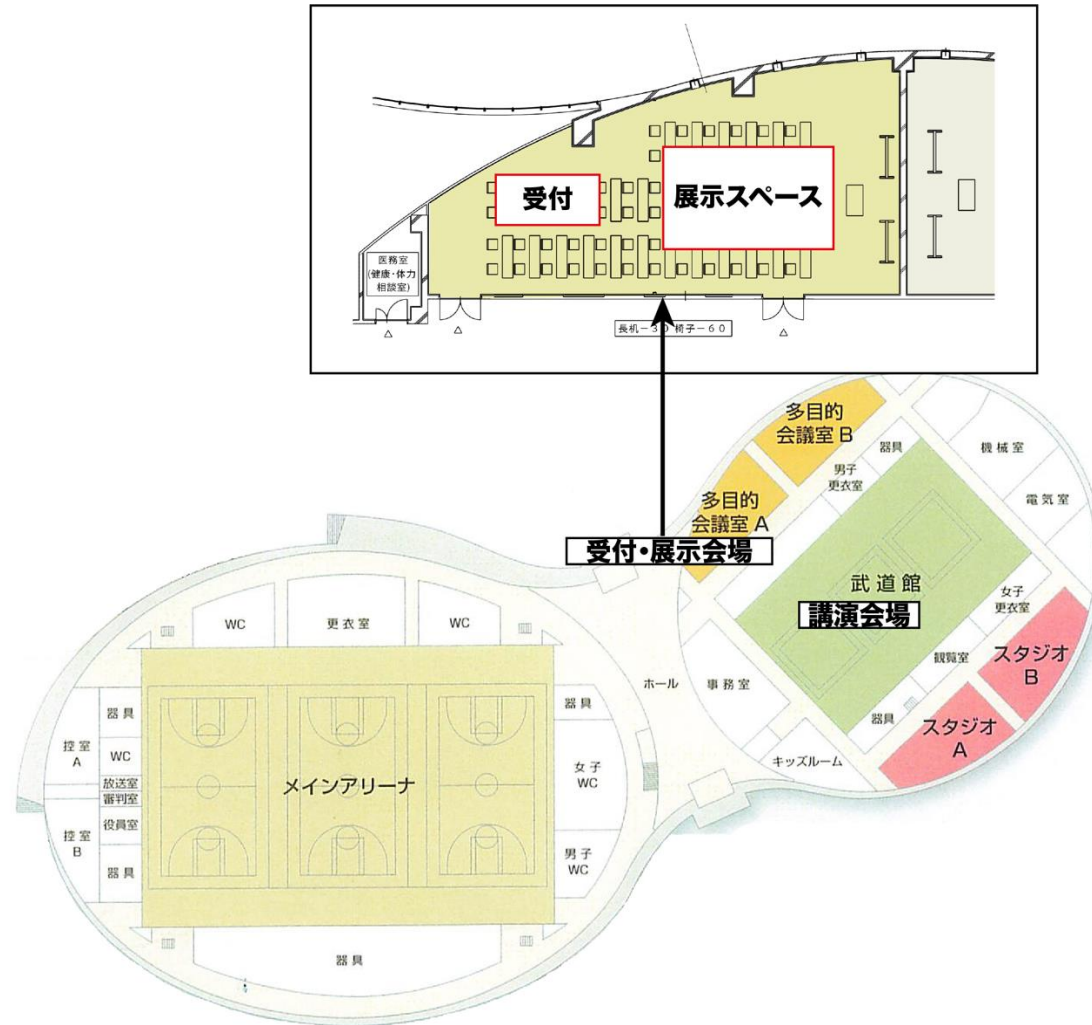 受付
展示スペース
医務室
(健康・体力
相談室)
長机－30 椅子－60
多目的
会議室 B
器具
男子
更衣室
機械室
電気室
多目的
会議室 A
受付・展示会場
武道館
講演会場
女子
更衣室
観覧室
スタジオ
B
スタジオ
A
器具
キッズルーム
事務室
ホール
WC
更衣室
WC
器具
控室
A
WC
放送室
審判室
役員室
控室
B
器具
メインアリーナ
器具
女子
WC
男子
WC
器具